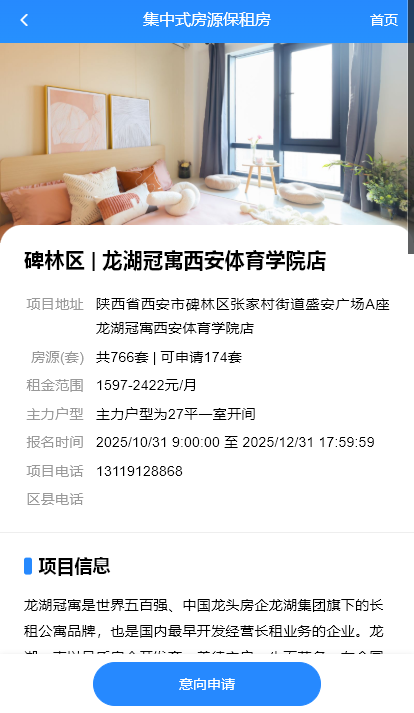 集中式房源保租房
首页
碑林区 | 龙湖冠寓西安体育学院店
项目地址 陕西省西安市碑林区张家村街道盛安广场A座
龙湖冠寓西安体育学院店
房源(套) 共766套 | 可申请174套
租金范围 1597-2422元/月
主力户型 主力户型为27平一室开间
报名时间 2025/10/31 9:00:00 至 2025/12/31 17:59:59
项目电话 13119128868
区县电话
项目信息
龙湖冠寓是世界五百强、中国龙头房企龙湖集团旗下的长
租公寓品牌，也是国内最早开发经营长租业务的企业。龙
意向申请